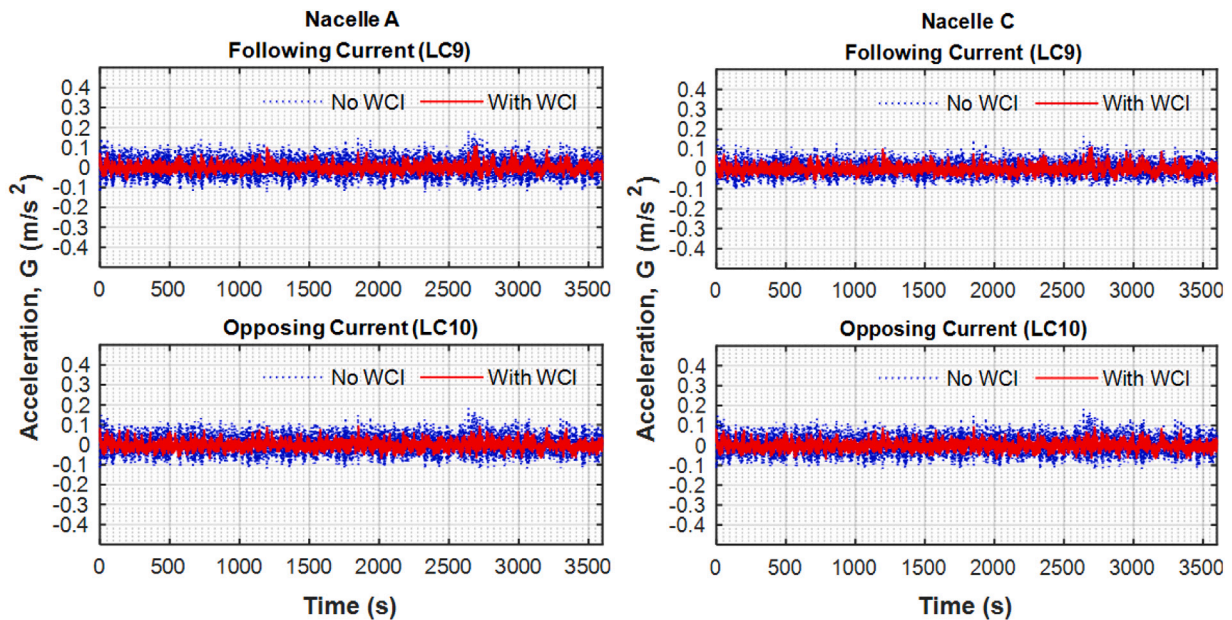 Nacelle A
Following Current (LC9)
No WCI With WCI
0.4
0.3
0.2
0.1
0
-0.1
-0.2
-0.3
-0.4
0 500 1000 1500 2000 2500 3000 3500
Opposing Current (LC10)
No WCI With WCI
0.4
0.3
0.2
0.1
0
-0.1
-0.2
-0.3
-0.4
0 500 1000 1500 2000 2500 3000 3500
Acceleration, G (m/s²)
Time (s)
Nacelle C
Following Current (LC9)
No WCI With WCI
0.4
0.3
0.2
0.1
0
-0.1
-0.2
-0.3
-0.4
0 500 1000 1500 2000 2500 3000 3500
Opposing Current (LC10)
No WCI With WCI
0.4
0.3
0.2
0.1
0
-0.1
-0.2
-0.3
-0.4
0 500 1000 1500 2000 2500 3000 3500
Acceleration, G (m/s²)
Time (s)